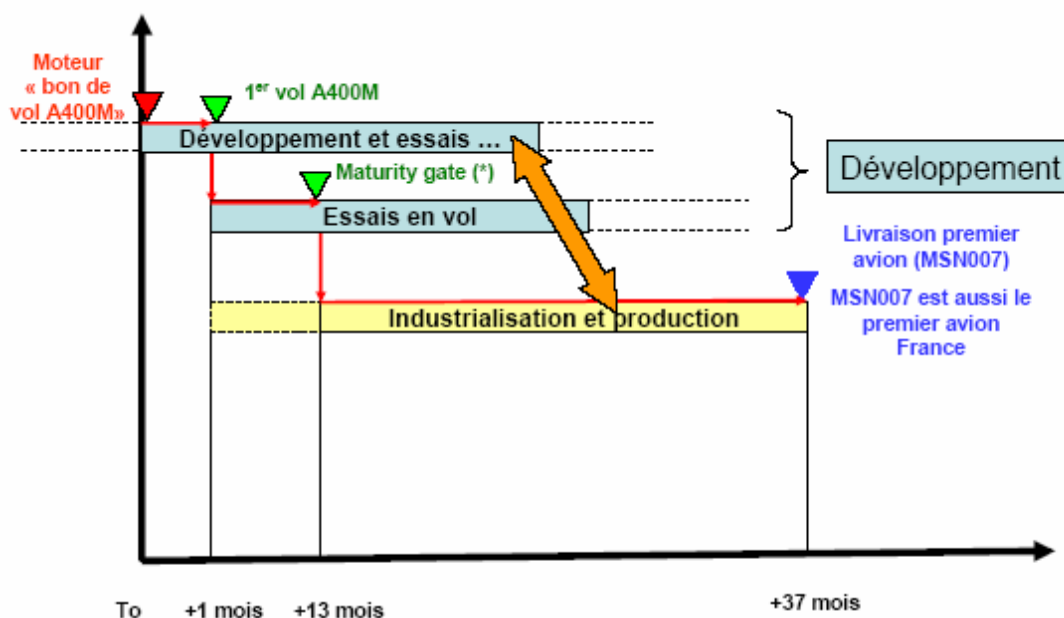 Moteur
« bon de
vol A400M»
1er vol A400M
Développement et essais ...
Maturity gate (*)
Essais en vol
Développement
Livraison premier
avion (MSN007)
MSN007 est aussi le
premier avion
France
Industrialisation et production
To
+1 mois
+13 mois
+37 mois